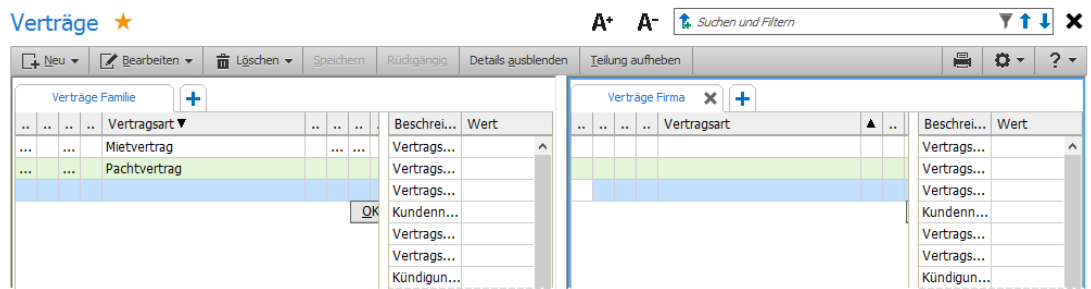 Verträge
A+ A- Suchen und Filtern
Neu Bearbeiten Löschen Speichern Rückgängig Details ausblenden Teilung aufheben ?
Verträge Familie
.. .. .. .. Vertragsart .. .. .. Beschrei... Wert
... ... Mietvertrag ... ... Vertrags...
... ... Pachtvertrag Vertrags...
Vertrags...
OK Kundenn...
Vertrags...
Vertrags...
Kündigun...
Verträge Firma
.. .. .. .. Vertragsart .. Beschrei... Wert
Vertrags...
Vertrags...
Vertrags...
Kundenn...
Vertrags...
Vertrags...
Kündigun...